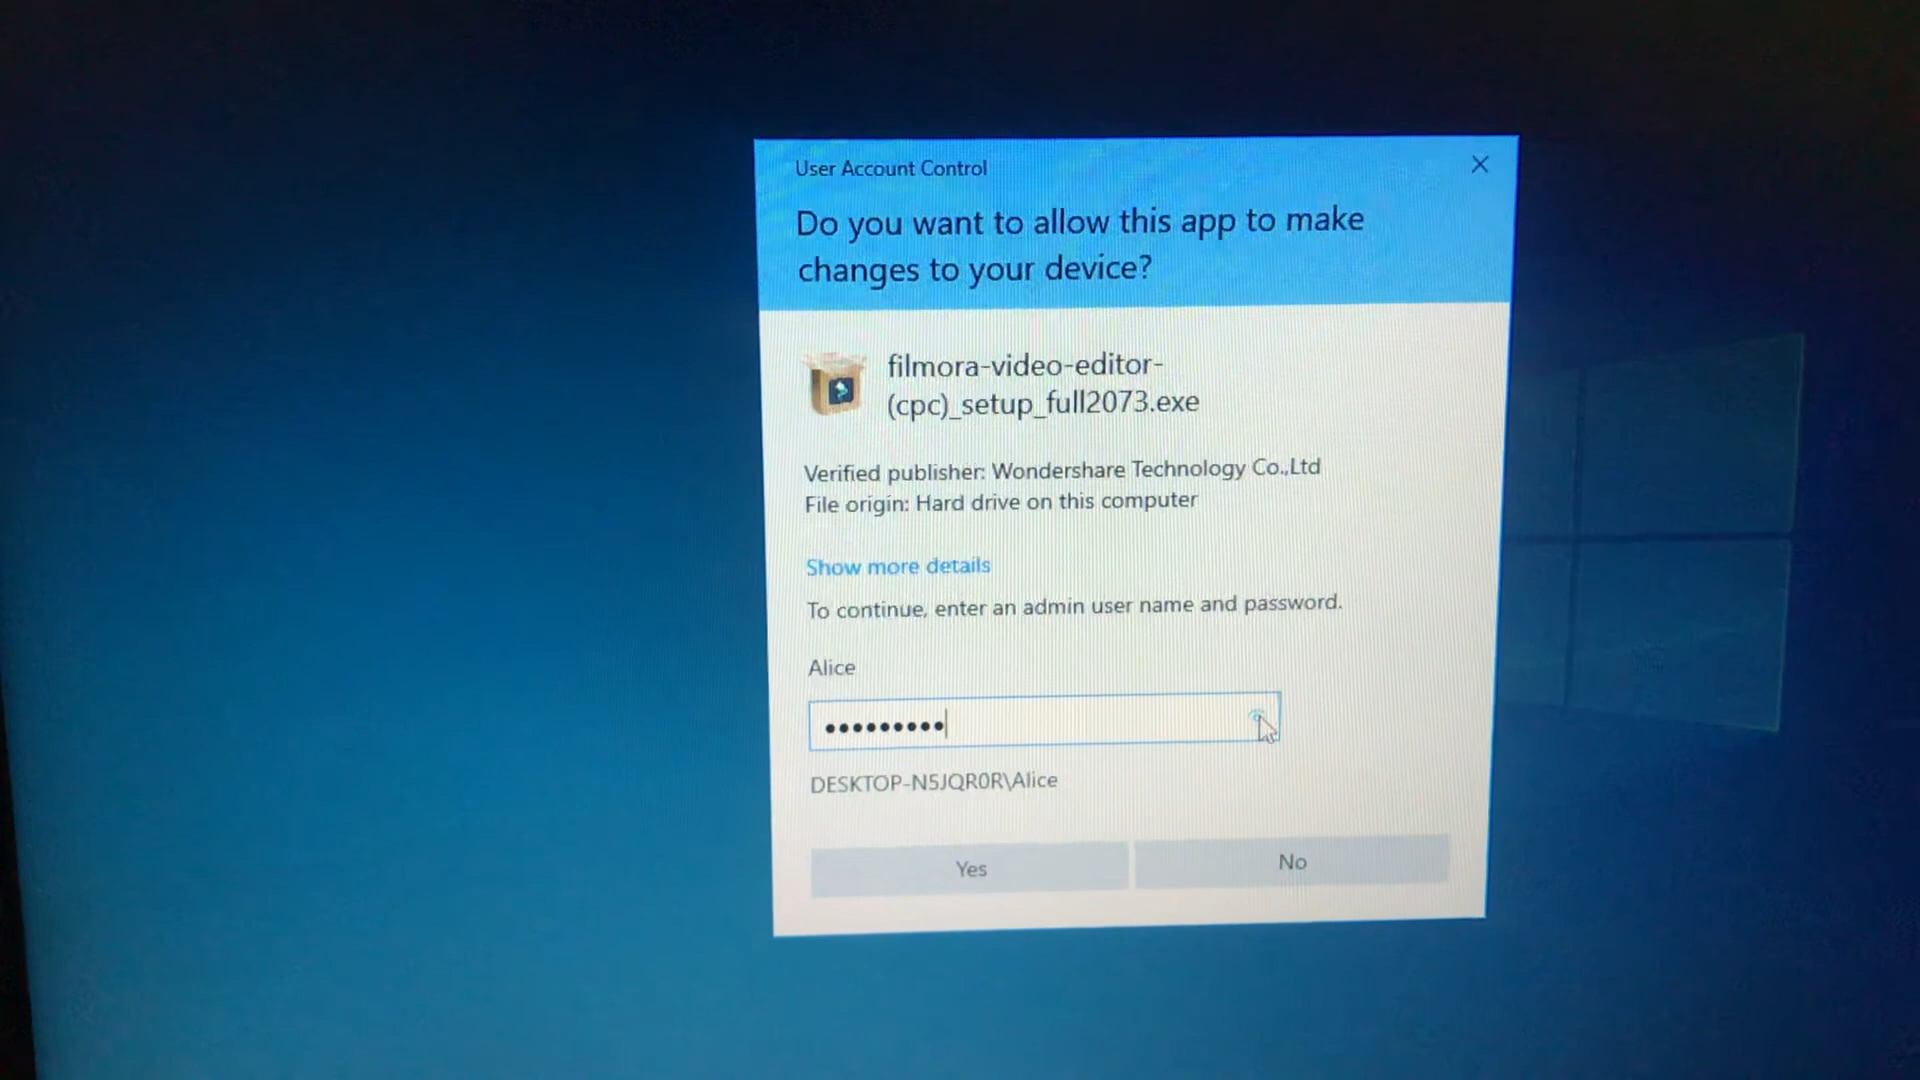 User Account Control
Do you want to allow this app to make
changes to your device?
filmora-video-editor-
(cpc)_setup_full2073.exe
Verified publisher: Wondershare Technology Co.,Ltd
File origin: Hard drive on this computer
Show more details
To continue, enter an admin user name and password.
Alice
•••••••••
DESKTOP-N5JQR0R\Alice
Yes
No